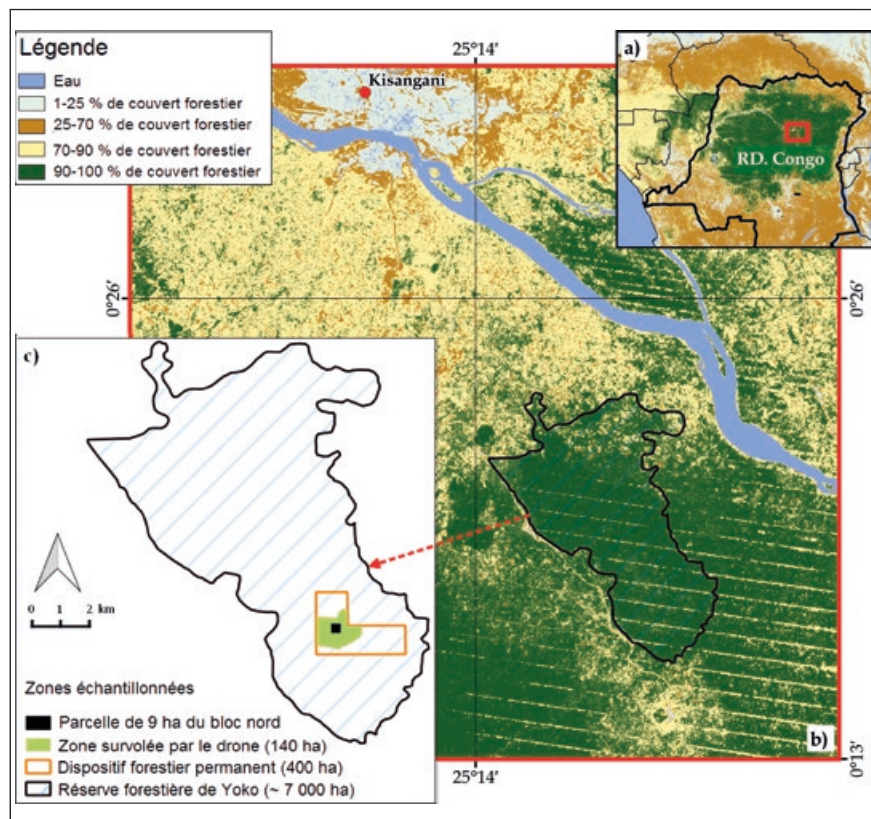 Légende
Eau
1-25 % de couvert forestier
25-70 % de couvert forestier
70-90 % de couvert forestier
90-100 % de couvert forestier
25°14’
Kisangani
a)
RD. Congo
0°26’
0°26’
c)
0 1 2 km
Zones échantillonnées
Parcelle de 9 ha du bloc nord
Zone survolée par le drone (140 ha)
Dispositif forestier permanent (400 ha)
Réserve forestière de Yoko (~ 7 000 ha)
b)
25°14’
0°13’